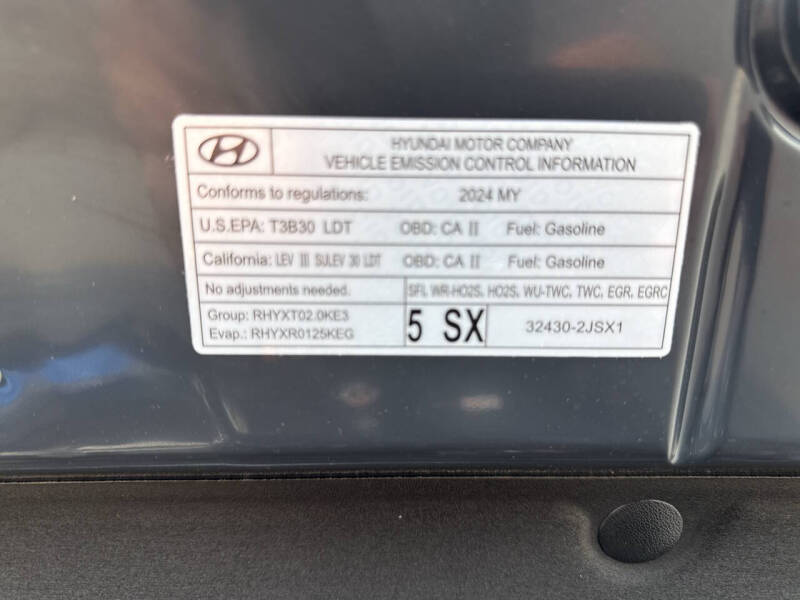 HYUNDAI MOTOR COMPANY
VEHICLE EMISSION CONTROL INFORMATION
Conforms to regulations: 2024 MY
U.S.EPA: T3B30 LDT OBD: CA II Fuel: Gasoline
California: LEV III SULEV 30 LDT OBD: CA II Fuel: Gasoline
No adjustments needed. SFI, WR-HO2S, HO2S, WU-TWC, TWC, EGR, EGRC
Group: RHYXT02.0KE3
Evap.: RHYXR0125KEG
5 SX
32430-2JSX1